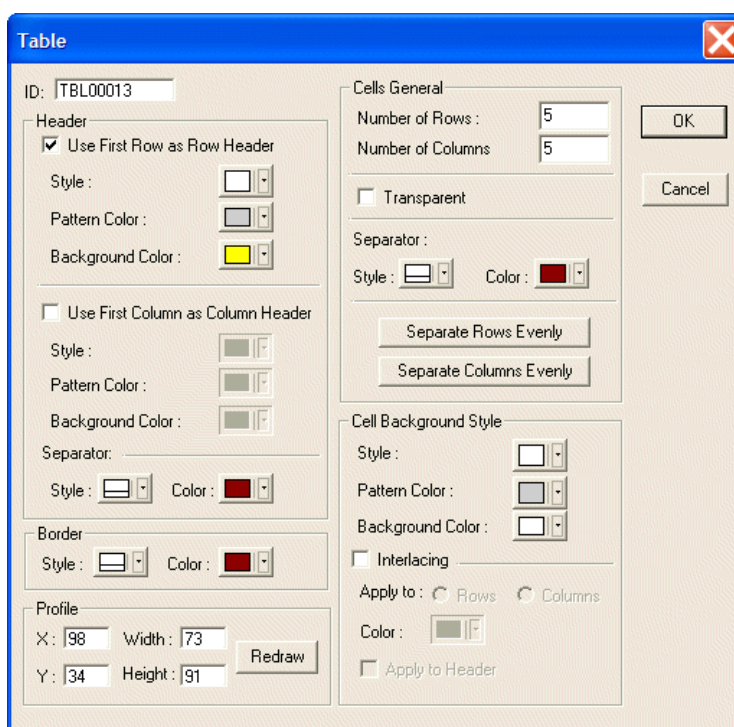 Table
ID: TBL00013
Header
Use First Row as Row Header
Style :
Pattern Color :
Background Color :
Use First Column as Column Header
Style :
Pattern Color :
Background Color :
Separator:
Style : Color :
Border
Style : Color :
Profile
X : 98 Width : 73
Y : 34 Height : 91
Redraw
Cells General
Number of Rows : 5
Number of Columns 5
Transparent
Separator :
Style : Color :
Separate Rows Evenly
Separate Columns Evenly
Cell Background Style
Style :
Pattern Color :
Background Color :
Interlacing
Apply to : Rows Columns
Color :
Apply to Header
OK
Cancel